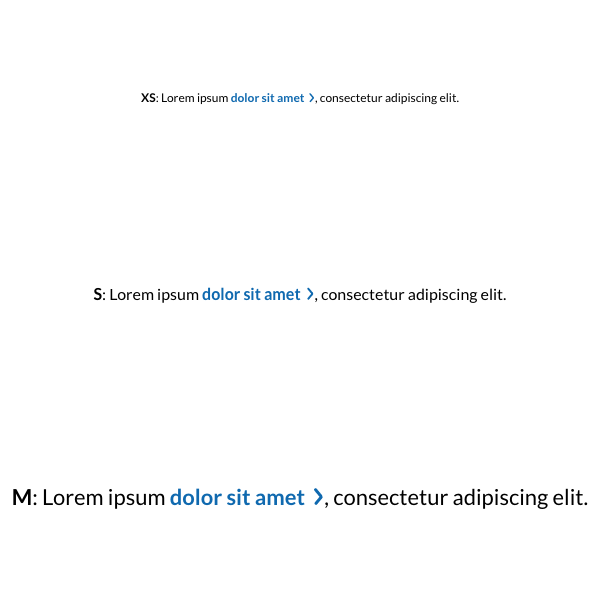 XS: Lorem ipsum dolor sit amet ❯, consectetur adipiscing elit.
S: Lorem ipsum dolor sit amet ❯, consectetur adipiscing elit.
M: Lorem ipsum dolor sit amet ❯, consectetur adipiscing elit.